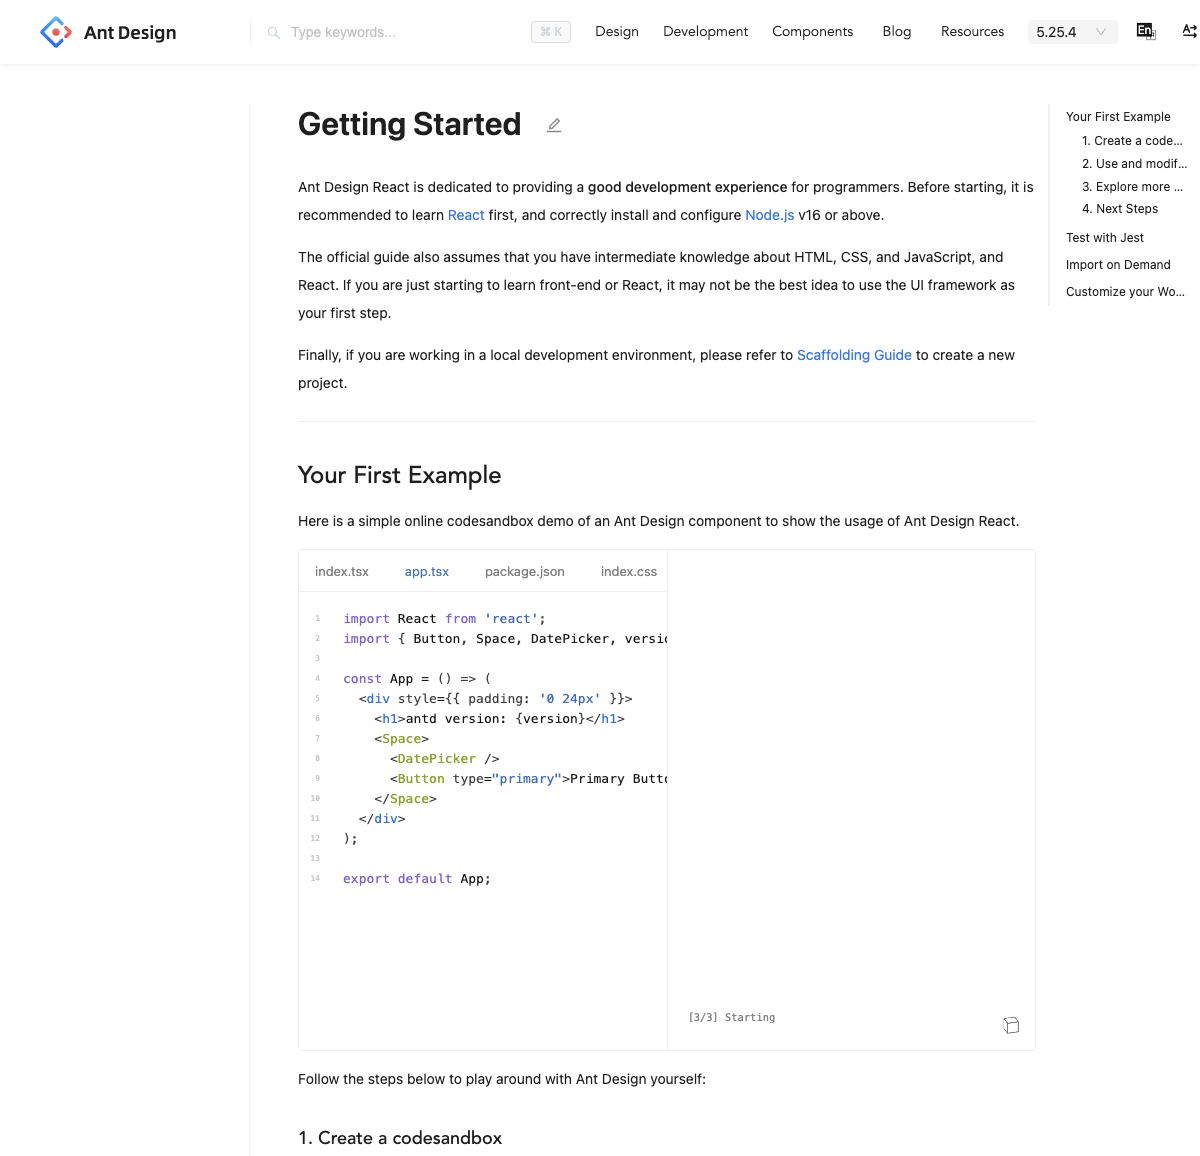 Ant Design
Type keywords...
⌘ K
Design
Development
Components
Blog
Resources
5.25.4
En
Getting Started
Ant Design React is dedicated to providing a good development experience for programmers. Before starting, it is
recommended to learn React first, and correctly install and configure Node.js v16 or above.
The official guide also assumes that you have intermediate knowledge about HTML, CSS, and JavaScript, and
React. If you are just starting to learn front-end or React, it may not be the best idea to use the UI framework as
your first step.
Finally, if you are working in a local development environment, please refer to Scaffolding Guide to create a new
project.
Your First Example
1. Create a code...
2. Use and modif...
3. Explore more ...
4. Next Steps
Test with Jest
Import on Demand
Customize your Wo...
Your First Example
Here is a simple online codesandbox demo of an Ant Design component to show the usage of Ant Design React.
index.tsx
app.tsx
package.json
index.css
1 import React from 'react';
2 import { Button, Space, DatePicker, versio
3
4 const App = () => (
5 <div style={{ padding: '0 24px' }}>
6 <h1>antd version: {version}</h1>
7 <Space>
8 <DatePicker />
9 <Button type="primary">Primary Butto
10 </Space>
11 </div>
12 );
13
14 export default App;
[3/3] Starting
Follow the steps below to play around with Ant Design yourself:
1. Create a codesandbox